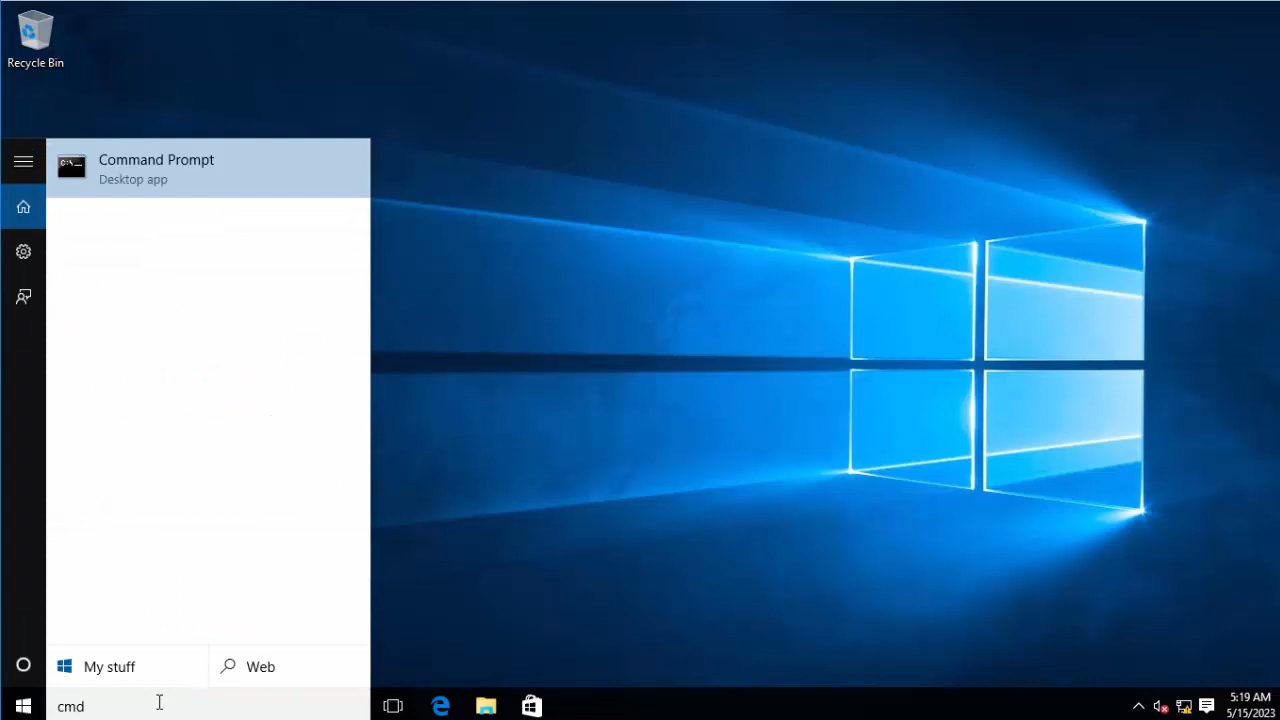 Recycle Bin
C:\_
Command Prompt
Desktop app
My stuff
Web
cmd
5:19 AM
5/15/2023